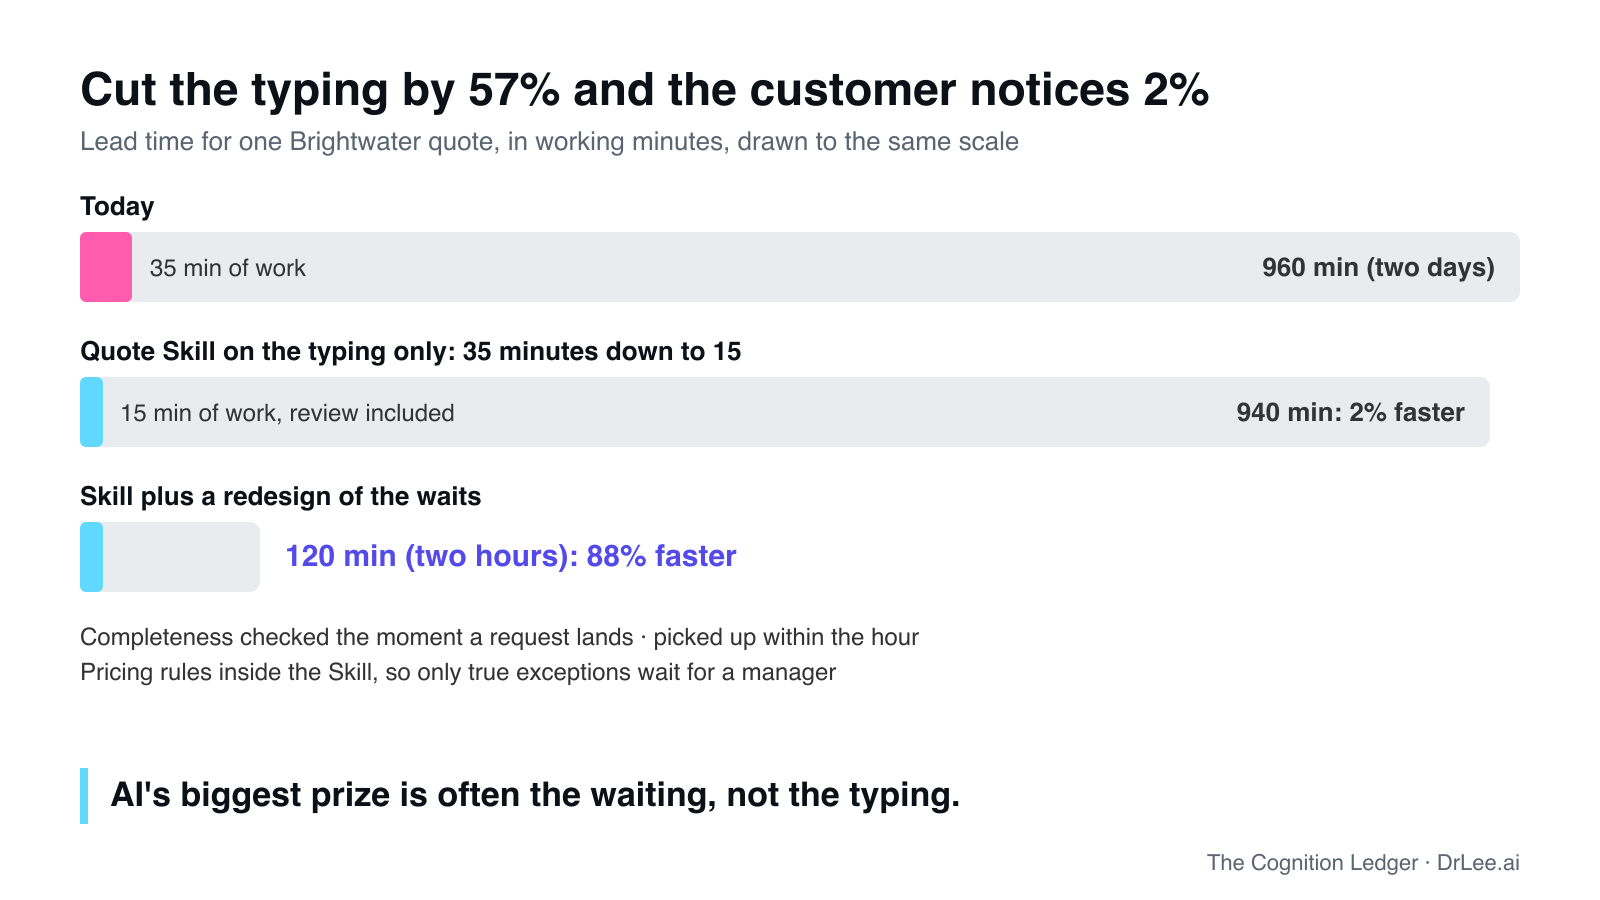 Cut the typing by 57% and the customer notices 2%
Lead time for one Brightwater quote, in working minutes, drawn to the same scale
Today
35 min of work
960 min (two days)
Quote Skill on the typing only: 35 minutes down to 15
15 min of work, review included
940 min: 2% faster
Skill plus a redesign of the waits
120 min (two hours): 88% faster
Completeness checked the moment a request lands · picked up within the hour
Pricing rules inside the Skill, so only true exceptions wait for a manager
AI's biggest prize is often the waiting, not the typing.
The Cognition Ledger · DrLee.ai